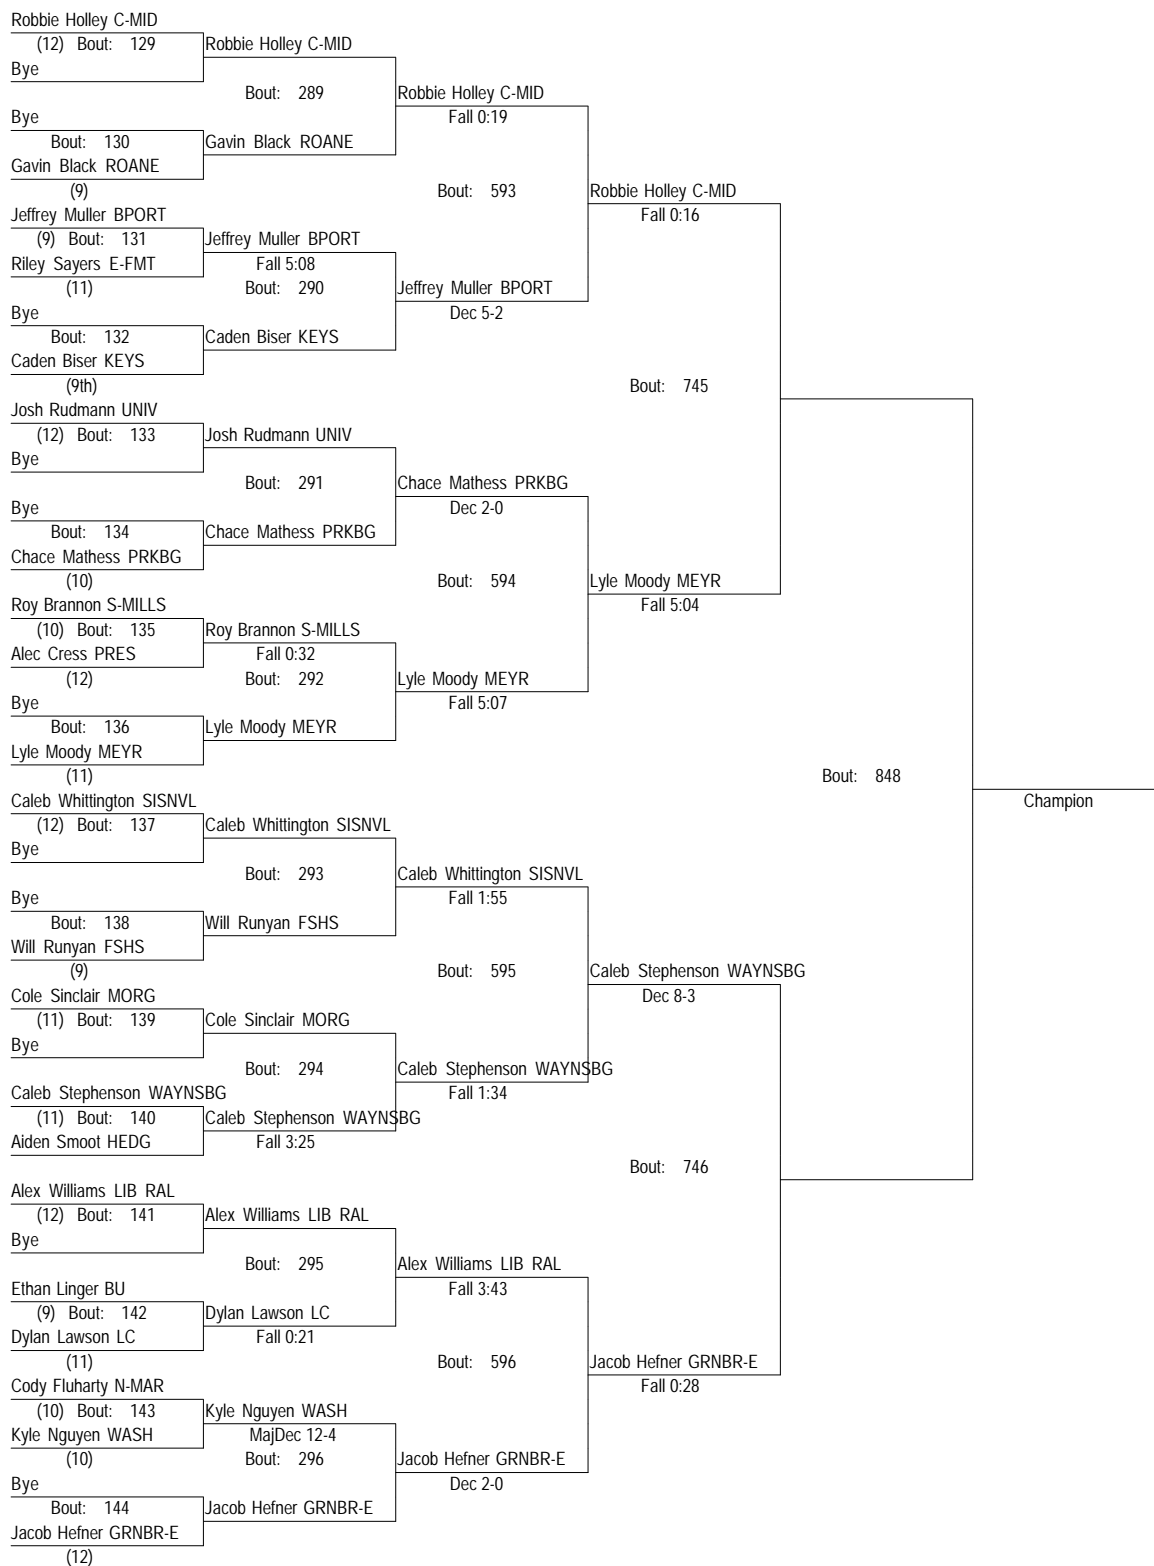 Robbie Holley C-MID
(12) Bout: 129
Robbie Holley C-MID
Bye
Bout: 289
Robbie Holley C-MID
Bye
Fall 0:19
Bout: 130
Gavin Black ROANE
Gavin Black ROANE
(9)
Bout: 593
Robbie Holley C-MID
Jeffrey Muller BPORT
Fall 0:16
(9) Bout: 131
Jeffrey Muller BPORT
Riley Sayers E-FMT
Fall 5:08
(11)
Bout: 290
Jeffrey Muller BPORT
Bye
Dec 5-2
Bout: 132
Caden Biser KEYS
Caden Biser KEYS
(9th)
Bout: 745
Josh Rudmann UNIV
(12) Bout: 133
Josh Rudmann UNIV
Bye
Bout: 291
Chace Mathess PRKBG
Bye
Dec 2-0
Bout: 134
Chace Mathess PRKBG
Chace Mathess PRKBG
(10)
Bout: 594
Lyle Moody MEYR
Roy Brannon S-MILLS
Fall 5:04
(10) Bout: 135
Roy Brannon S-MILLS
Alec Cress PRES
Fall 0:32
(12)
Bout: 292
Lyle Moody MEYR
Bye
Fall 5:07
Bout: 136
Lyle Moody MEYR
Lyle Moody MEYR
(11)
Bout: 848
Caleb Whittington SISNVL
Champion
(12) Bout: 137
Caleb Whittington SISNVL
Bye
Bout: 293
Caleb Whittington SISNVL
Bye
Fall 1:55
Bout: 138
Will Runyan FSHS
Will Runyan FSHS
(9)
Bout: 595
Caleb Stephenson WAYNSBG
Cole Sinclair MORG
Dec 8-3
(11) Bout: 139
Cole Sinclair MORG
Bye
Bout: 294
Caleb Stephenson WAYNSBG
Caleb Stephenson WAYNSBG
Fall 1:34
(11) Bout: 140
Caleb Stephenson WAYNSBG
Aiden Smoot HEDG
Fall 3:25
Bout: 746
Alex Williams LIB RAL
(12) Bout: 141
Alex Williams LIB RAL
Bye
Bout: 295
Alex Williams LIB RAL
Ethan Linger BU
Fall 3:43
(9) Bout: 142
Dylan Lawson LC
Dylan Lawson LC
Fall 0:21
(11)
Bout: 596
Jacob Hefner GRNBR-E
Cody Fluharty N-MAR
Fall 0:28
(10) Bout: 143
Kyle Nguyen WASH
Kyle Nguyen WASH
MajDec 12-4
(10)
Bout: 296
Jacob Hefner GRNBR-E
Bye
Dec 2-0
Bout: 144
Jacob Hefner GRNBR-E
Jacob Hefner GRNBR-E
(12)